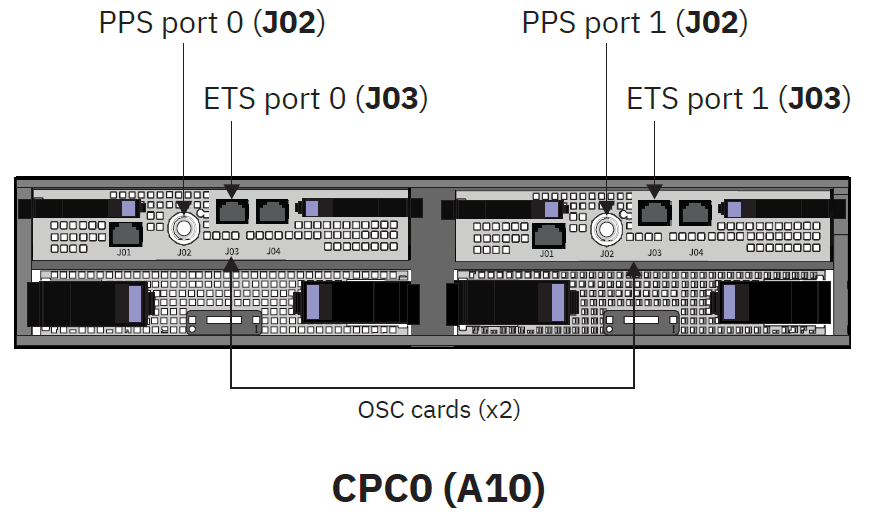 PPS port 0 (J02)
PPS port 1 (J02)
ETS port 0 (J03)
ETS port 1 (J03)
J01
J02
J03
J04
J01
J02
J03
J04
OSC cards (x2)
CPC0 (A10)